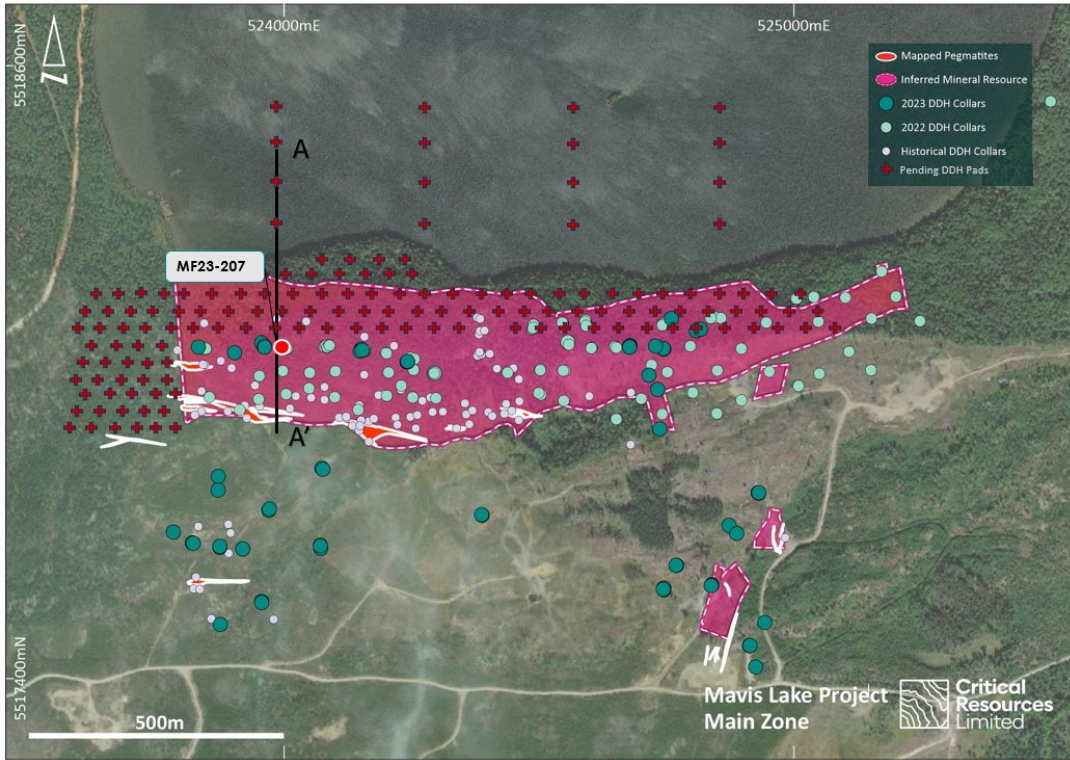 524000mE
525000mE
5518600mN
N
Mapped Pegmatites
Inferred Mineral Resource
2023 DDH Collars
2022 DDH Collars
Historical DDH Collars
Pending DDH Pads
A
MF23-207
A'
5517400mN
500m
Mavis Lake Project
Main Zone
Critical
Resources
Limited